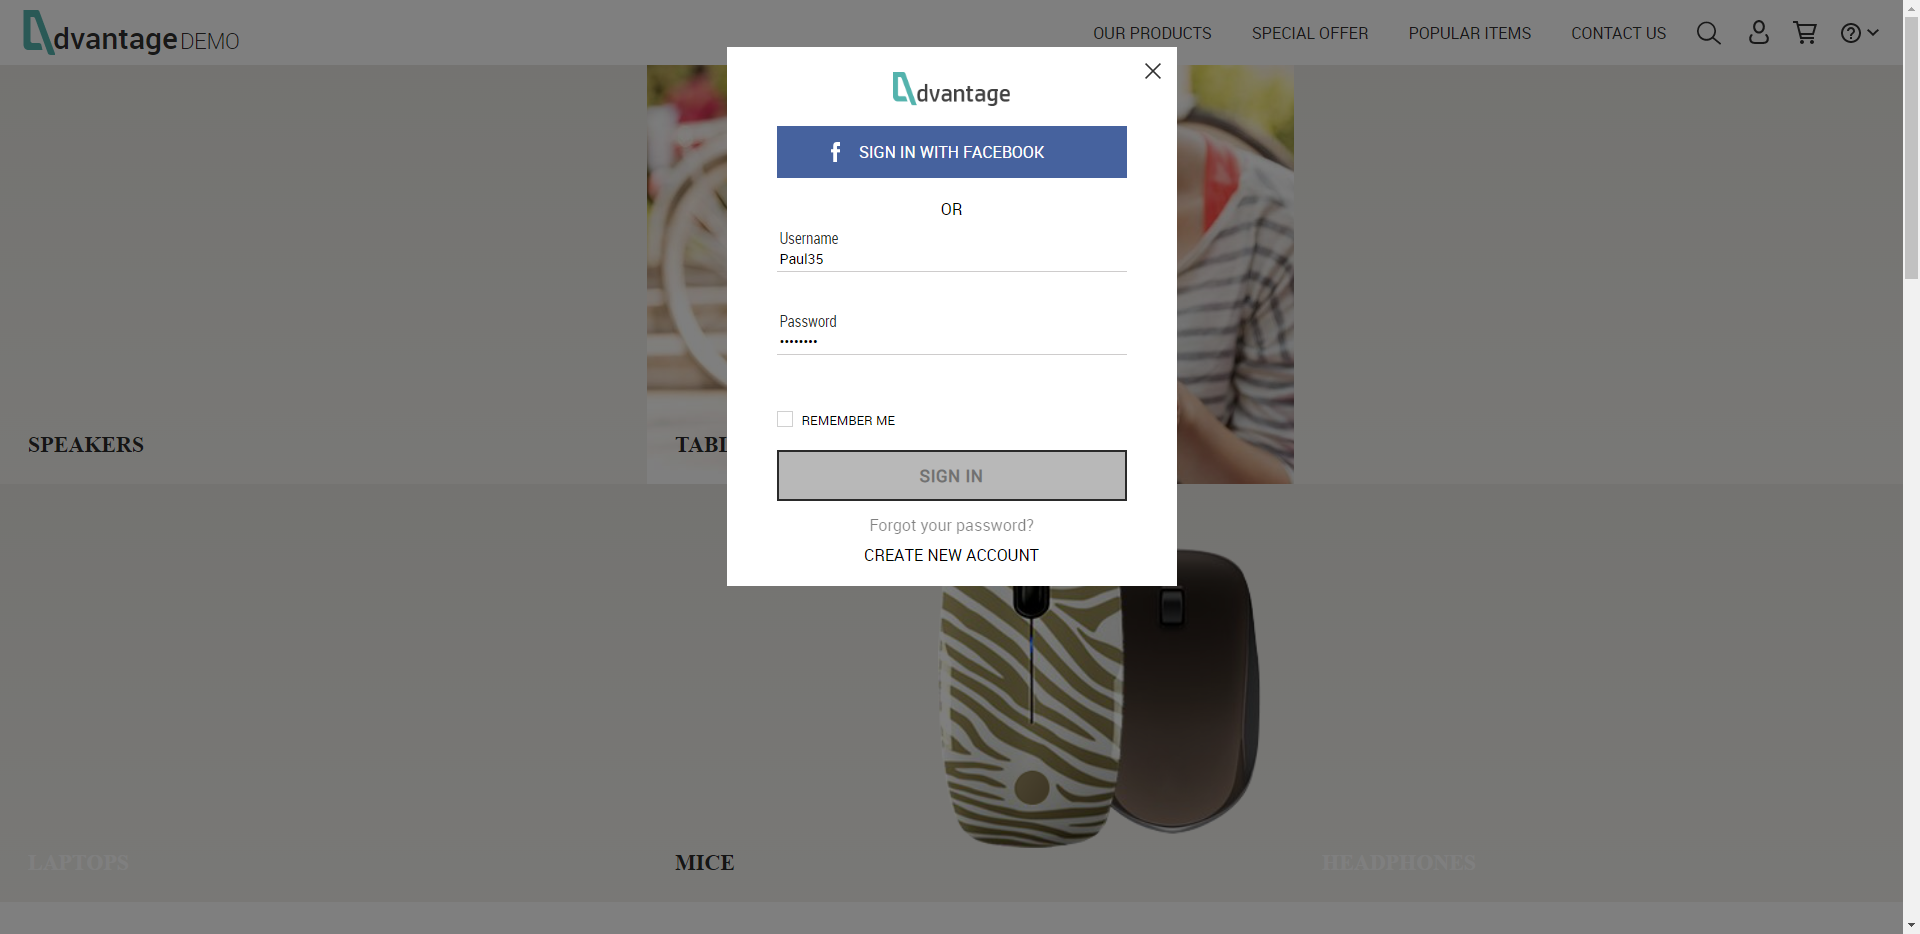 dvantage DEMO
OUR PRODUCTS SPECIAL OFFER POPULAR ITEMS CONTACT US
dvantage
SIGN IN WITH FACEBOOK
OR
Username
Paul35
Password
••••••••
REMEMBER ME
SIGN IN
Forgot your password?
CREATE NEW ACCOUNT
SPEAKERS
TABL
LAPTOPS
MICE
HEADPHONES